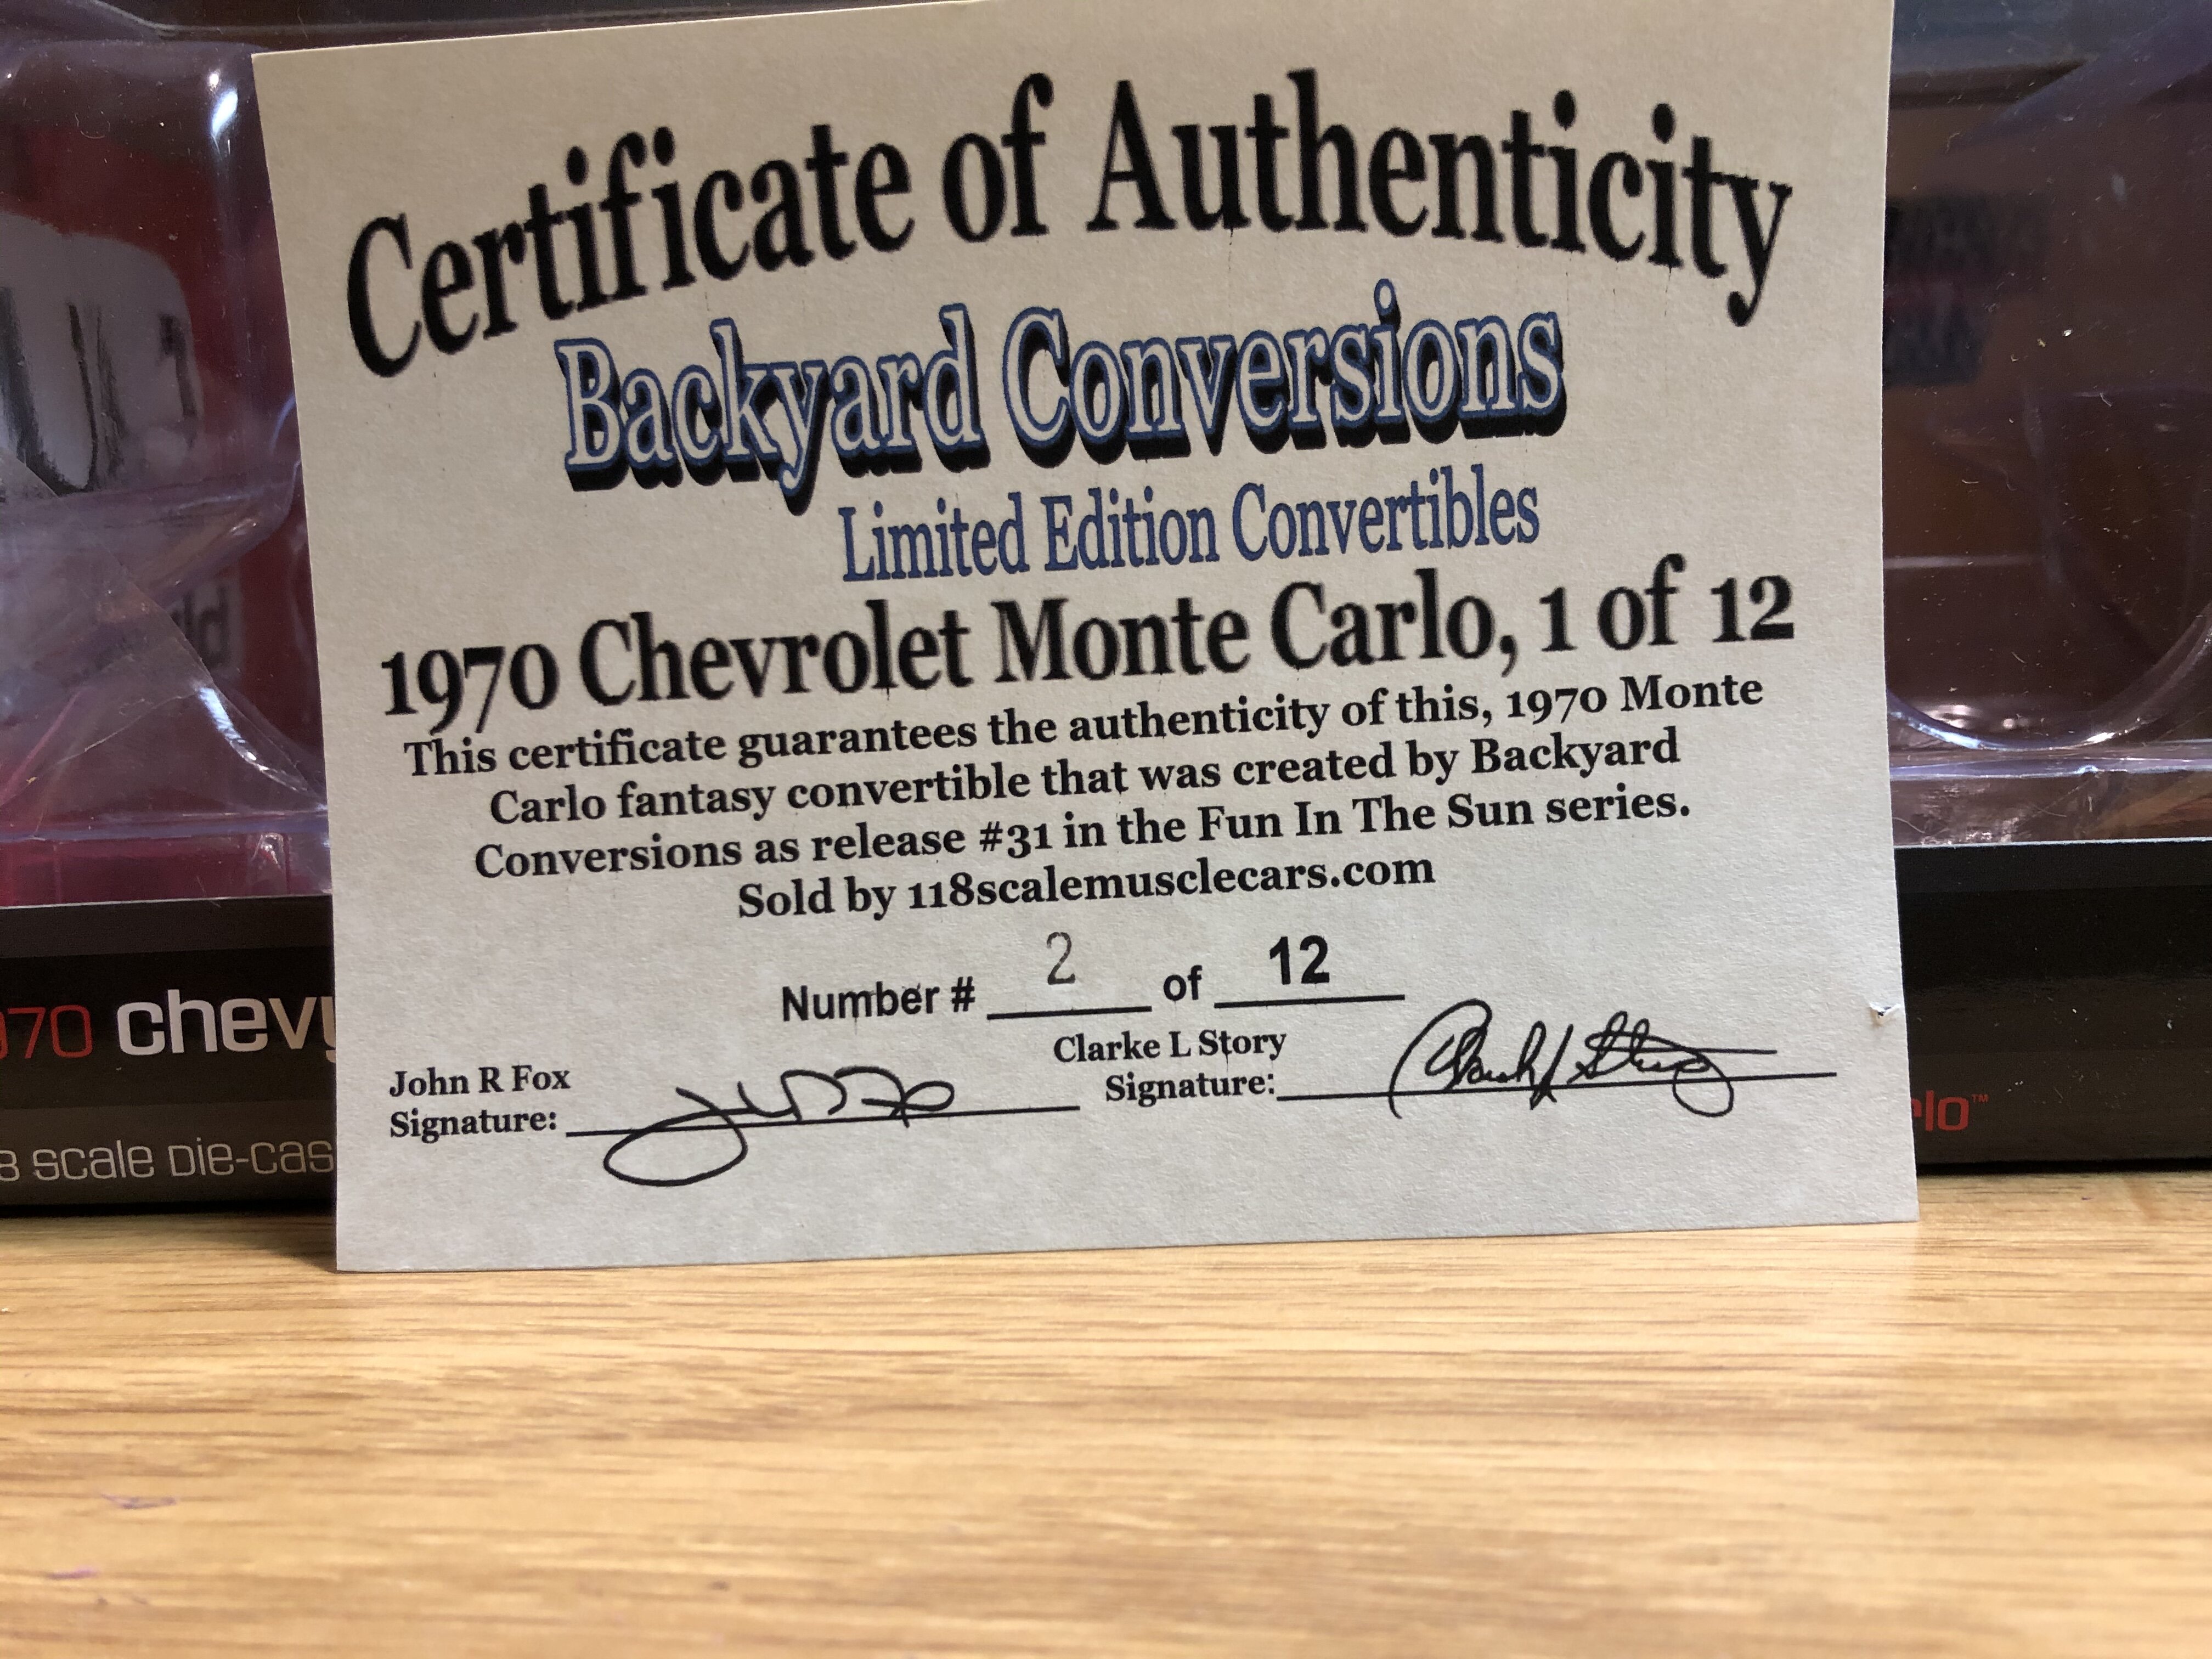 Certificate of Authenticity
Backyard Conversions
Limited Edition Convertibles
1970 Chevrolet Monte Carlo, 1 of 12
This certificate guarantees the authenticity of this, 1970 Monte
Carlo fantasy convertible that was created by Backyard
Conversions as release #31 in the Fun In The Sun series.
Sold by 118scalemusclecars.com
Number # 2 of 12
John R Fox
Signature:
Clarke L Story
Signature:
70 chevy
8 scale Die-cas
rlo™